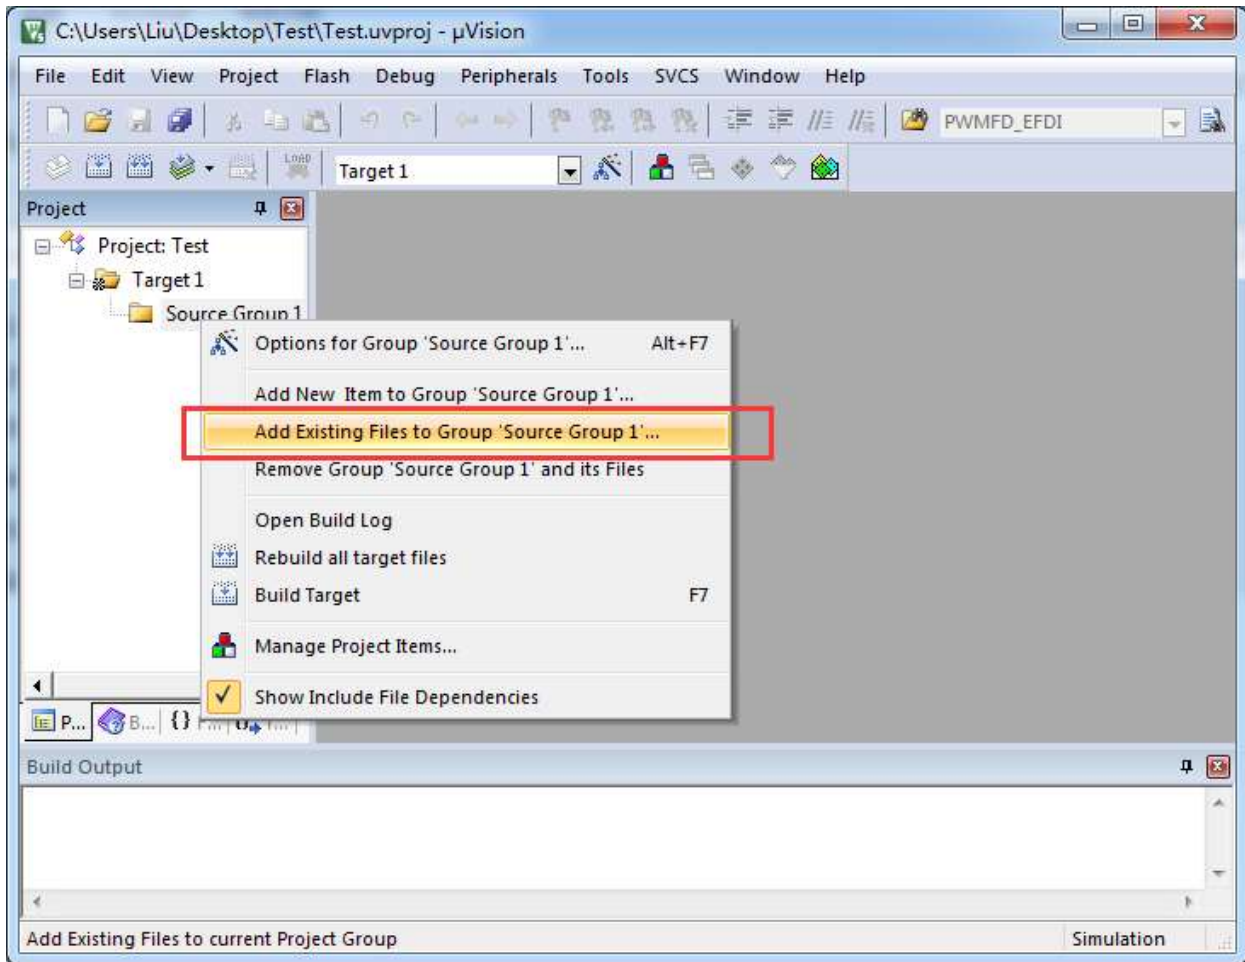 C:\Users\Liu\Desktop\Test\Test.uvproj - µVision
File Edit View Project Flash Debug Peripherals Tools SVCS Window Help
LOAD
PWMFD_EFDI
Target 1
Project
Project: Test
Target 1
Source Group 1
Options for Group 'Source Group 1'... Alt+F7
Add New Item to Group 'Source Group 1'...
Add Existing Files to Group 'Source Group 1'...
Remove Group 'Source Group 1' and its Files
Open Build Log
Rebuild all target files
Build Target F7
Manage Project Items...
Show Include File Dependencies
P... B... {}
Build Output
Add Existing Files to current Project Group Simulation